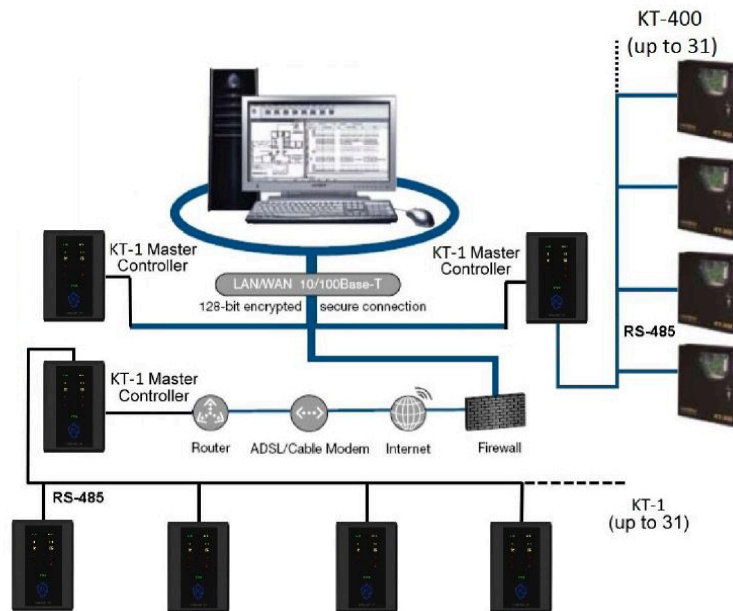 KT-400
(up to 31)
KT-1 Master
Controller
KT-1 Master
Controller
LAN/WAN 10/100Base-T
128-bit encrypted secure connection
RS-485
KT-1 Master
Controller
Router
ADSL/Cable Modem
Internet
Firewall
RS-485
KT-1
(up to 31)